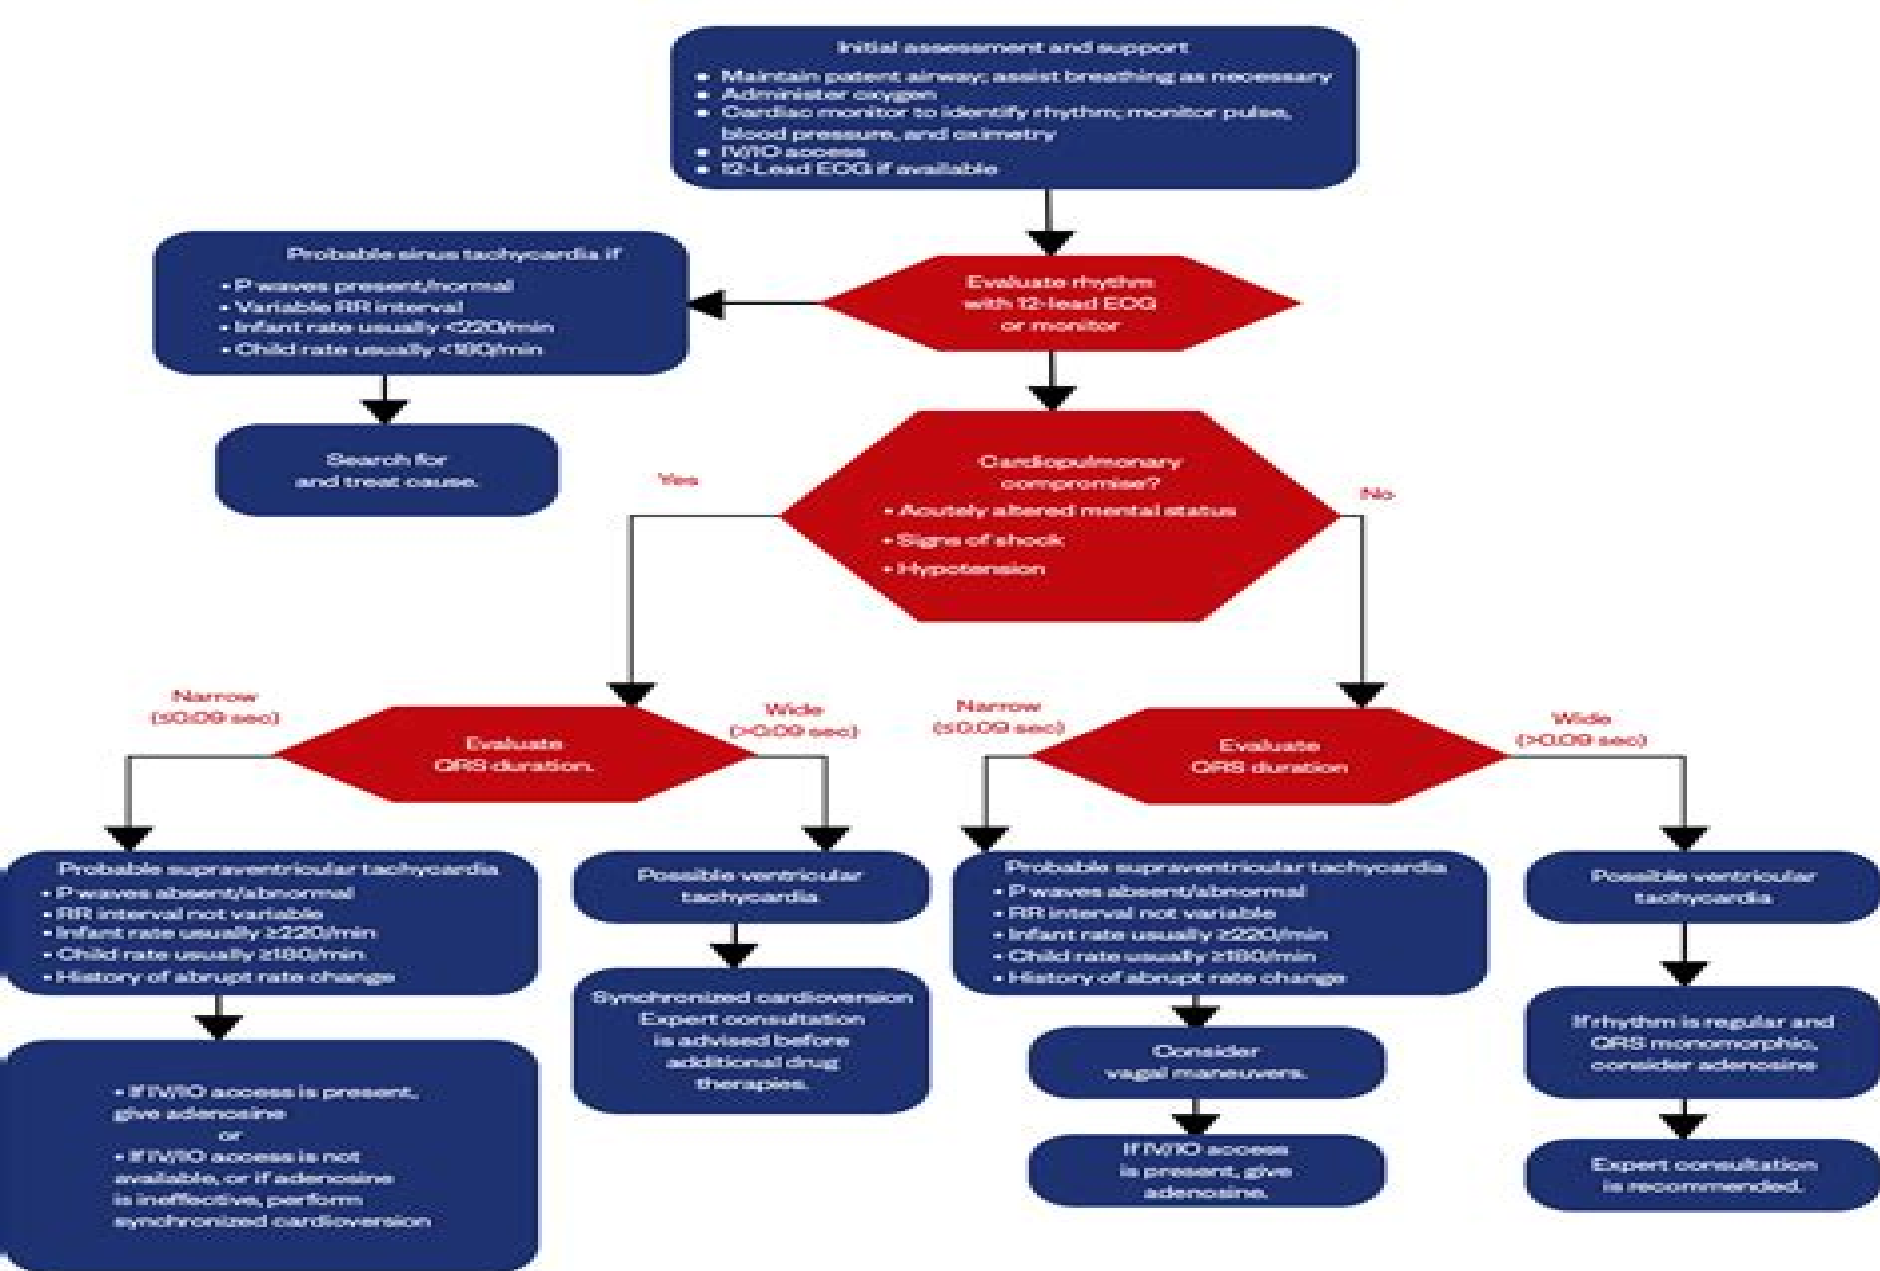 Initial assessment and support
• Maintain patent airway; assist breathing as necessary
• Administer oxygen
• Cardiac monitor to identify rhythm; monitor pulse,
blood pressure, and oximetry
• IV/IO access
• 12-Lead ECG if available
Probable sinus tachycardia if
• P waves present/normal
• Variable RR interval
• Infant rate usually <220/min
• Child rate usually <180/min
Evaluate rhythm
with 12-lead ECG
or monitor
Search for
and treat cause.
Yes
Cardiopulmonary
compromise?
• Acutely altered mental status
• Signs of shock
• Hypotension
No
Narrow
(≤0.09 sec)
Evaluate
QRS duration.
Wide
(>0.09 sec)
Narrow
(≤0.09 sec)
Evaluate
QRS duration
Wide
(>0.09 sec)
Probable supraventricular tachycardia
• P waves absent/abnormal
• RR interval not variable
• Infant rate usually ≥220/min
• Child rate usually ≥180/min
• History of abrupt rate change
Possible ventricular
tachycardia
Probable supraventricular tachycardia
• P waves absent/abnormal
• RR interval not variable
• Infant rate usually ≥220/min
• Child rate usually ≥180/min
• History of abrupt rate change
Possible ventricular
tachycardia
• If IV/IO access is present,
give adenosine
or
• If IV/IO access is not
available, or if adenosine
is ineffective, perform
synchronized cardioversion
Synchronized cardioversion
Expert consultation
is advised before
additional drug
therapies.
Consider
vagal maneuvers.
If IV/IO access
is present, give
adenosine.
If rhythm is regular and
QRS monomorphic,
consider adenosine
Expert consultation
is recommended.